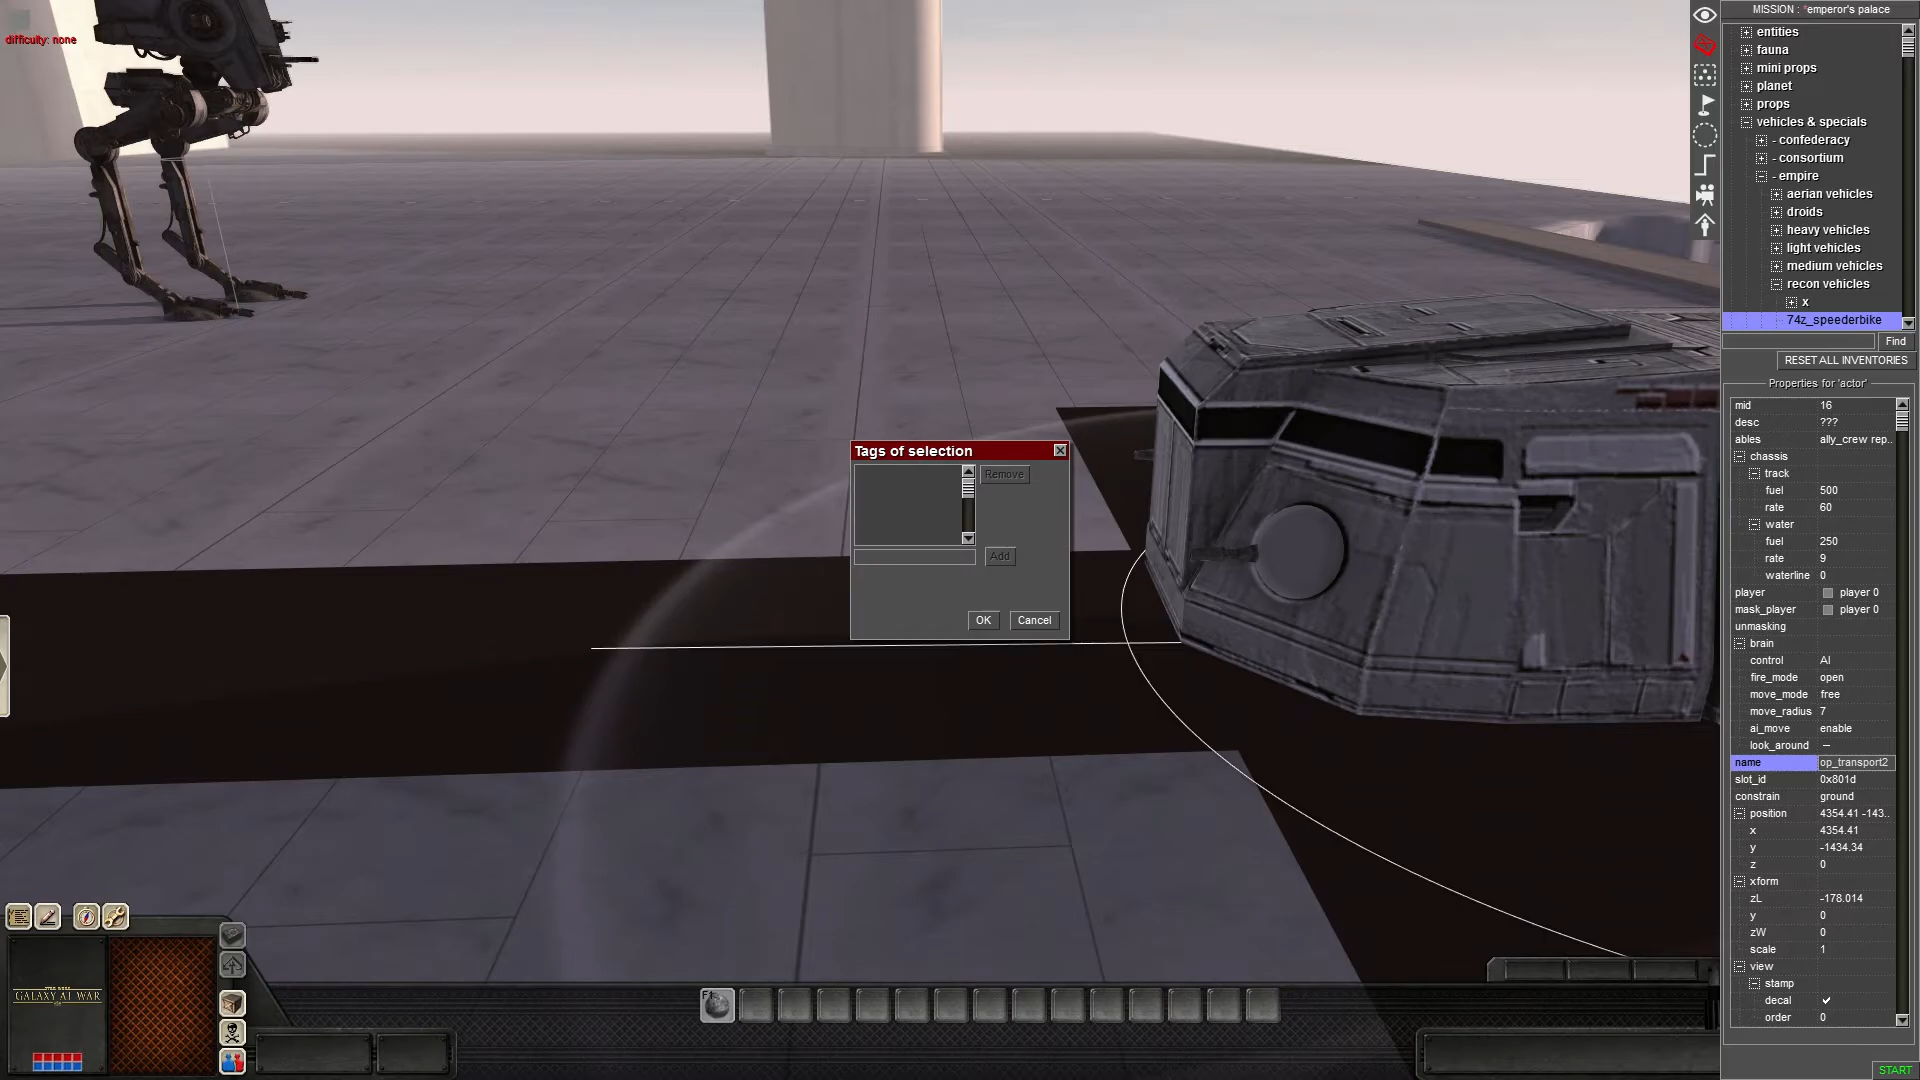 difficulty: none
MISSION : *emperor's palace
entities
fauna
mini props
planet
props
vehicles & specials
- confederacy
- consortium
- empire
aerian vehicles
droids
heavy vehicles
light vehicles
medium vehicles
recon vehicles
x
74z_speederbike
Find
RESET ALL INVENTORIES
Properties for 'actor'
mid 16
desc ???
ables ally_crew rep..
chassis
track
fuel 500
rate 60
water
fuel 250
rate 9
waterline 0
player player 0
mask_player player 0
unmasking
brain
control AI
fire_mode open
move_mode free
move_radius 7
ai_move enable
look_around —
name op_transport2
slot_id 0x801d
constrain ground
position 4354.41 -143..
x 4354.41
y -1434.34
z 0
xform
zL -178.014
y 0
zW 0
scale 1
view
stamp
decal
order 0
START
Tags of selection
Remove
Add
OK Cancel
STAR WARS
GALAXY AT WAR
F1